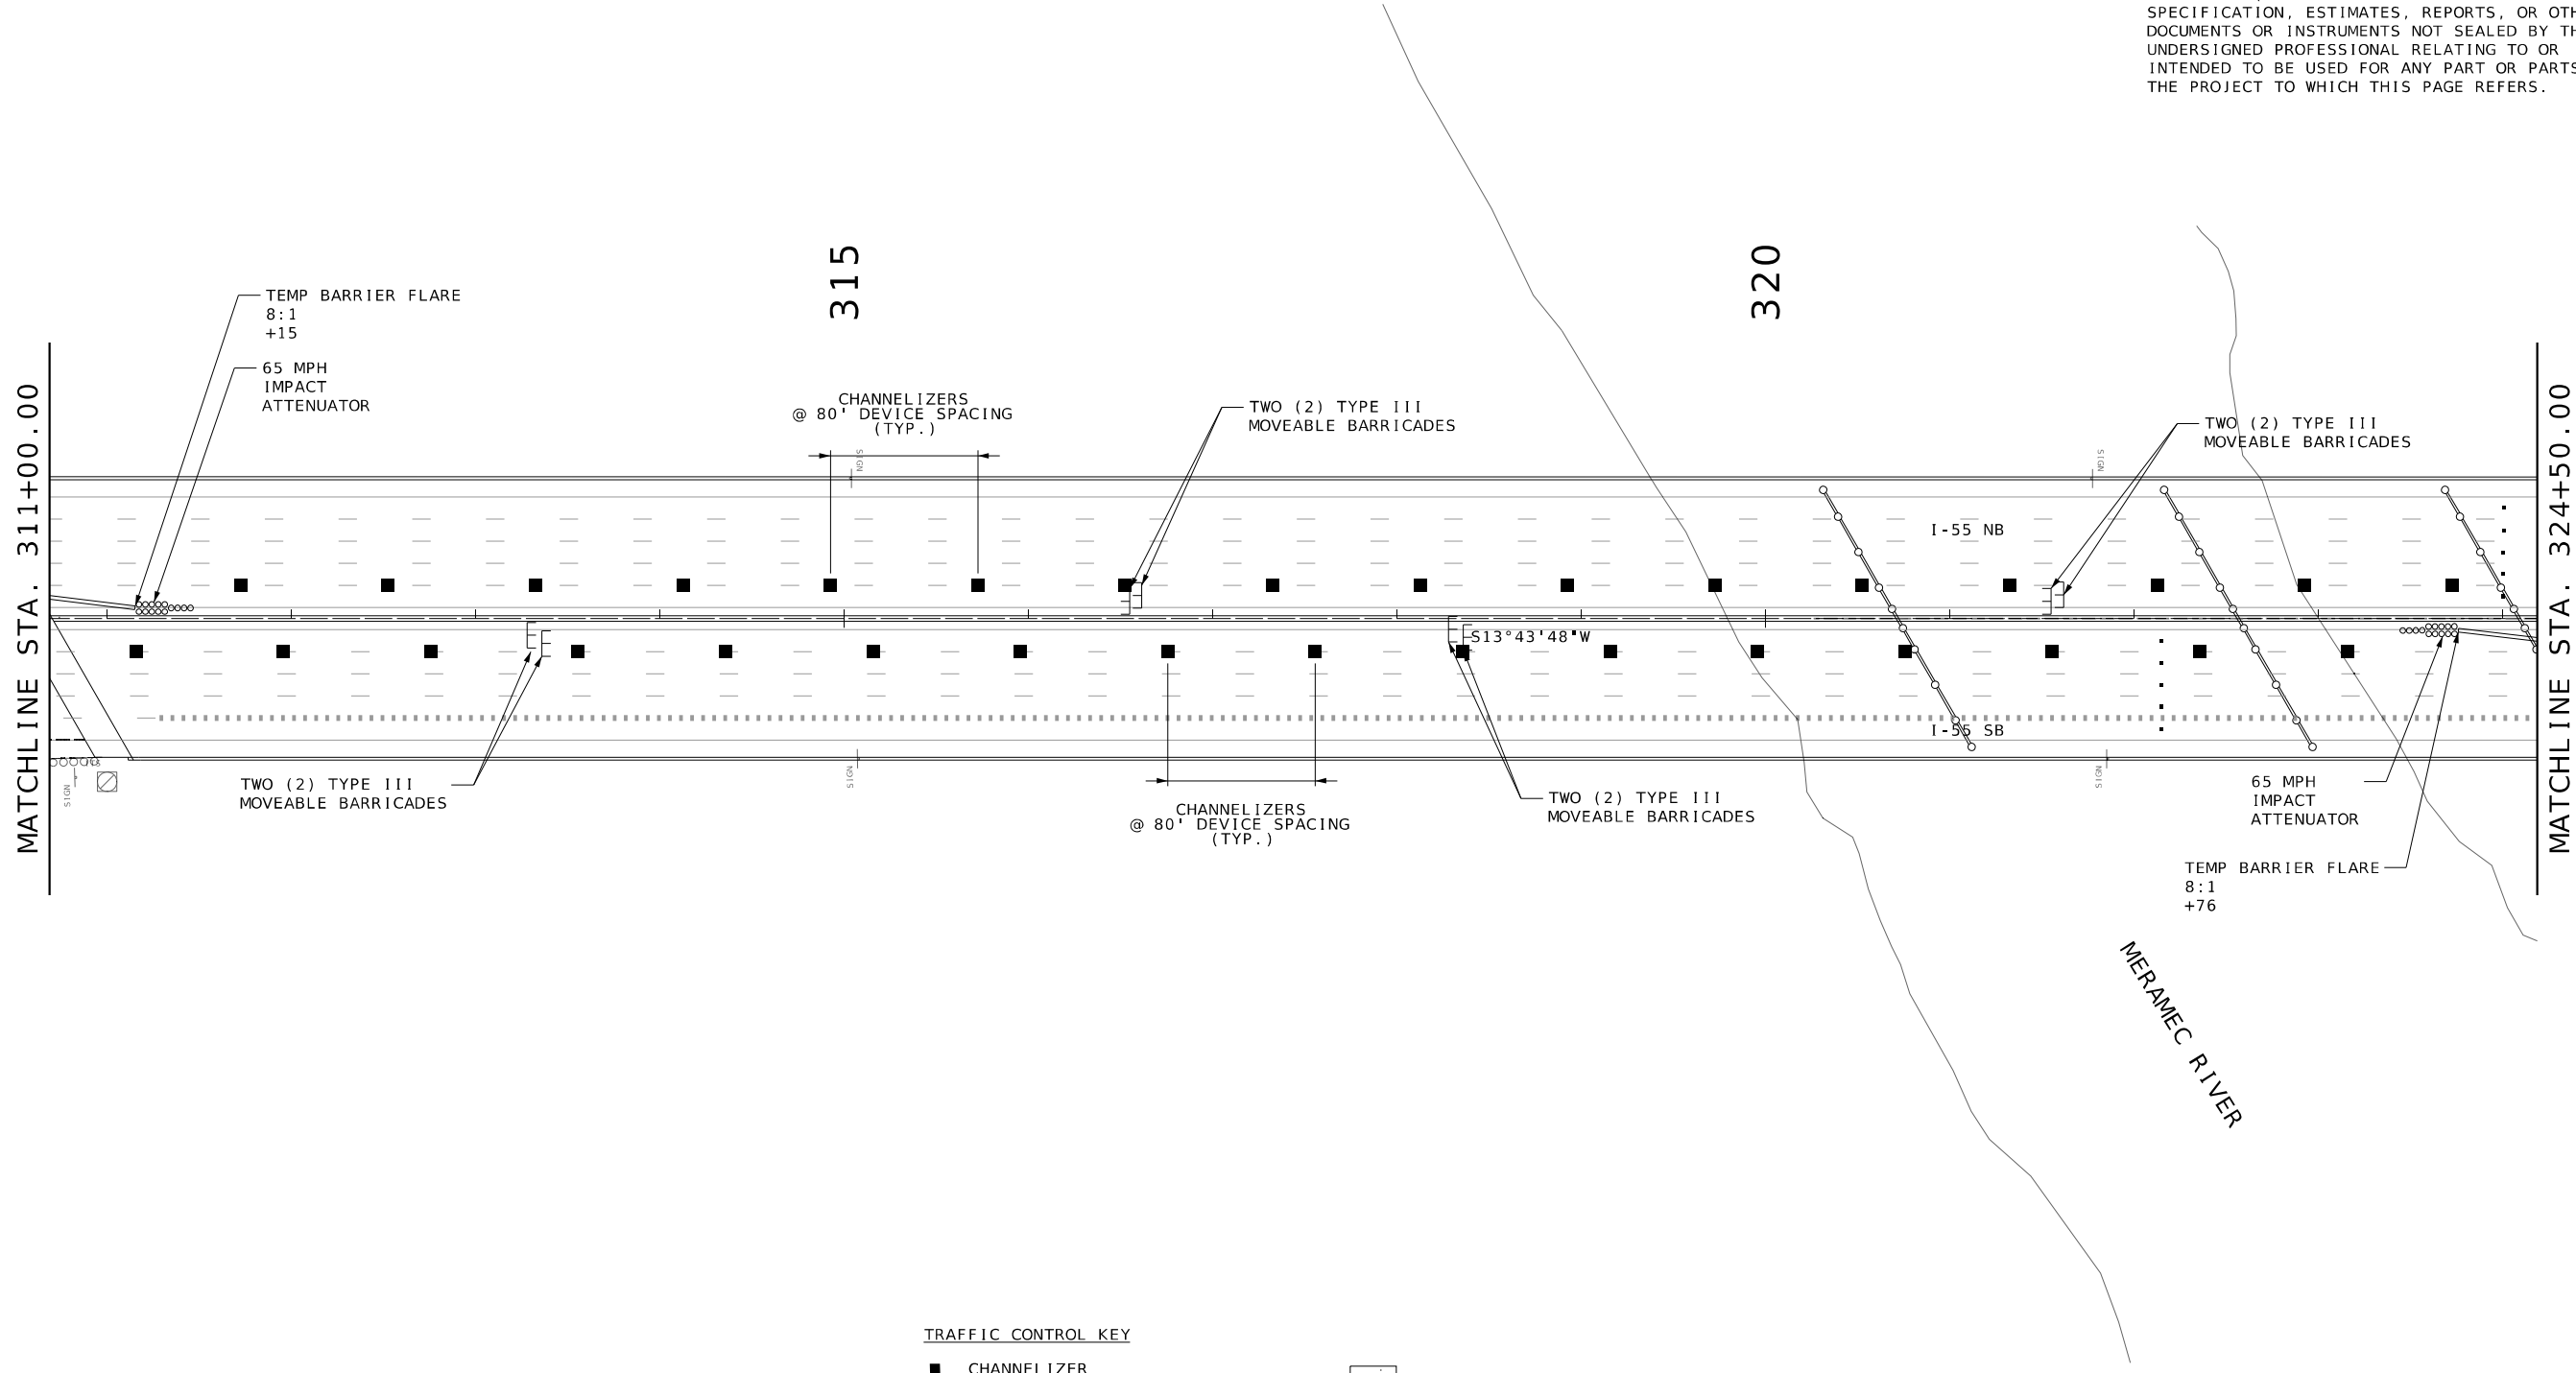 SPECIFICATION, ESTIMATES, REPORTS, OR
DOCUMENTS OR INSTRUMENTS NOT SEALED BY
UNDERSIGNED PROFESSIONAL RELATING TO OR
INTENDED TO BE USED FOR ANY PART OR PARTS
THE PROJECT TO WHICH THIS PAGE REFERS.
315
320
TEMP BARRIER FLARE
8:1
+15
65 MPH
IMPACT
ATTENUATOR
CHANNELIZERS
@ 80' DEVICE SPACING
(TYP.)
TWO (2) TYPE III
MOVEABLE BARRICADES
TWO (2) TYPE III
MOVEABLE BARRICADES
SIGN
SIGN
MATCHLINE STA. 311+00.00
MATCHLINE STA. 324+50.00
I-55 NB
S13°43'48"W
I-55 SB
SIGN
SIGN
SIGN
TWO (2) TYPE III
MOVEABLE BARRICADES
CHANNELIZERS
@ 80' DEVICE SPACING
(TYP.)
TWO (2) TYPE III
MOVEABLE BARRICADES
65 MPH
IMPACT
ATTENUATOR
TEMP BARRIER FLARE
8:1
+76
MERAMEC RIVER
TRAFFIC CONTROL KEY
CHANNELIZER